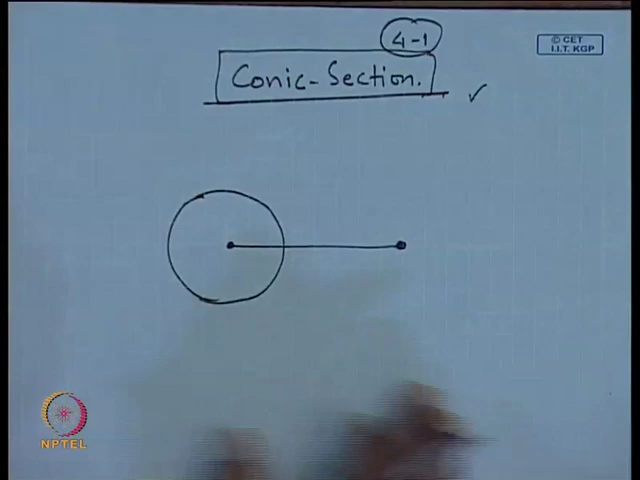 4-1
Conic-Section.
© CET
I.I.T. KGP
NPTEL